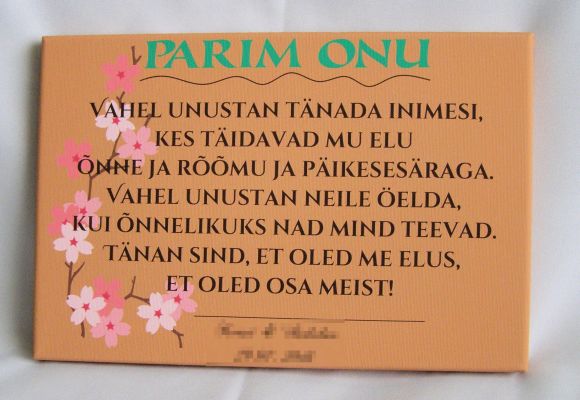 PARIM ONU
VAHEL UNUSTAN TÄNADA INIMESI,
KES TÄIDAVAD MU ELU
ÕNNE JA RÕÕMU JA PÄIKESESÄRAGA.
VAHEL UNUSTAN NEILE ÖELDA,
KUI ÕNNELIKUKS NAD MIND TEEVAD.
TÄNAN SIND, ET OLED ME ELUS,
ET OLED OSA MEIST!